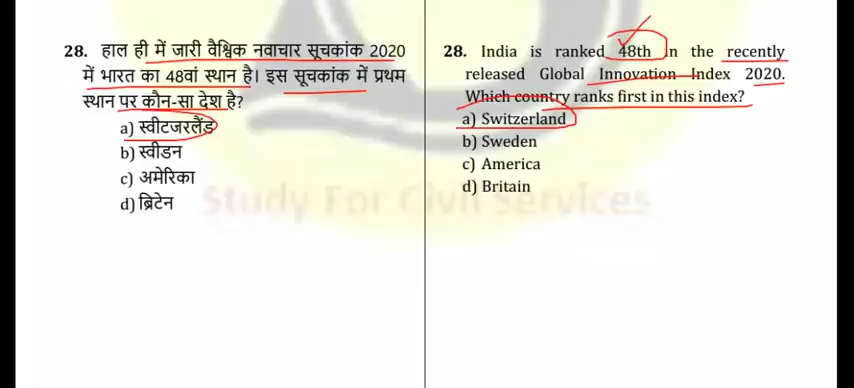 28. हाल ही में जारी वैश्विक नवाचार सूचकांक 2020
में भारत का 48वां स्थान है। इस सूचकांक में प्रथम
स्थान पर कौन-सा देश है?
a) स्वीटजरलैंड
b) स्वीडन
c) अमेरिका
d) ब्रिटेन
28. India is ranked 48th in the recently
released Global Innovation Index 2020.
Which country ranks first in this index?
a) Switzerland
b) Sweden
c) America
d) Britain
Study For Civil Services